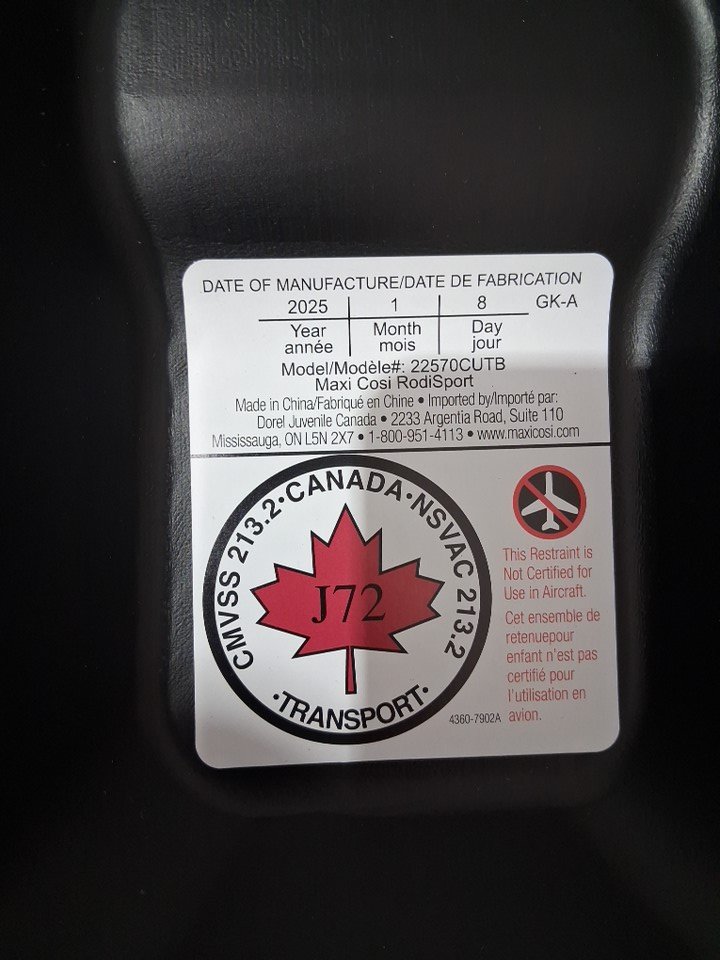 DATE OF MANUFACTURE/DATE DE FABRICATION
2025 1 8 GK-A
Year Month Day
année mois jour
Model/Modèle#: 22570CUTB
Maxi Cosi RodiSport
Made in China/Fabriqué en Chine • Imported by/Importé par:
Dorel Juvenile Canada • 2233 Argentia Road, Suite 110
Mississauga, ON L5N 2X7 • 1-800-951-4113 • www.maxicosi.com
CMVSS 213.2•CANADA•NSVAC 213.2
J72
•TRANSPORT•
4360-7902A
This Restraint is
Not Certified for
Use in Aircraft.
Cet ensemble de
retenuepour
enfant n'est pas
certifié pour
l'utilisation en
avion.